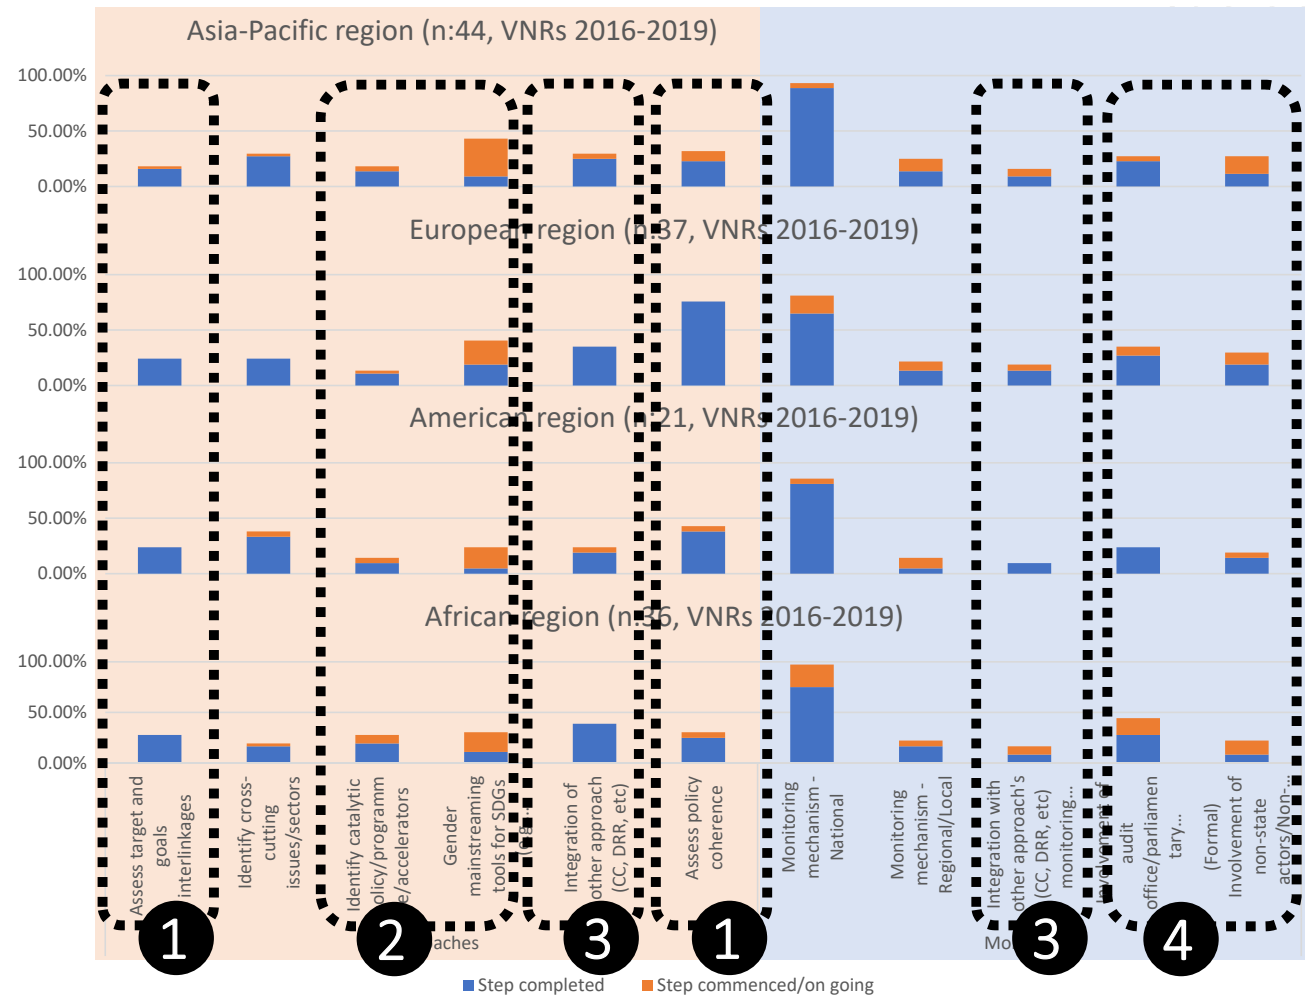 Asia-Pacific region (n:44, VNRs 2016-2019)
100.00%
50.00%
0.00%
European region (n:37, VNRs 2016-2019)
100.00%
50.00%
0.00%
American region (n:21, VNRs 2016-2019)
100.00%
50.00%
0.00%
African region (n:36, VNRs 2016-2019)
100.00%
50.00%
0.00%
Assess target and
goals
interlinkages
Identify cross-
cutting
issues/sectors
Identify catalytic
policy/programm
e/accelerators
Gender
mainstreaming
tools for SDGs
(e.g....
Integration of
other approach
(CC, DRR, etc)
Assess policy
coherence
Monitoring
mechanism -
National
Monitoring
mechanism -
Regional/Local
Integration with
other approach's
(CC, DRR, etc)
monitoring...
Involvement of
audit
office/parliamen
tary...
(Formal)
Involvement of
non-state
actors/Non-...
1
2
3
1
3
4
aches
Mo
Step completed
Step commenced/on going